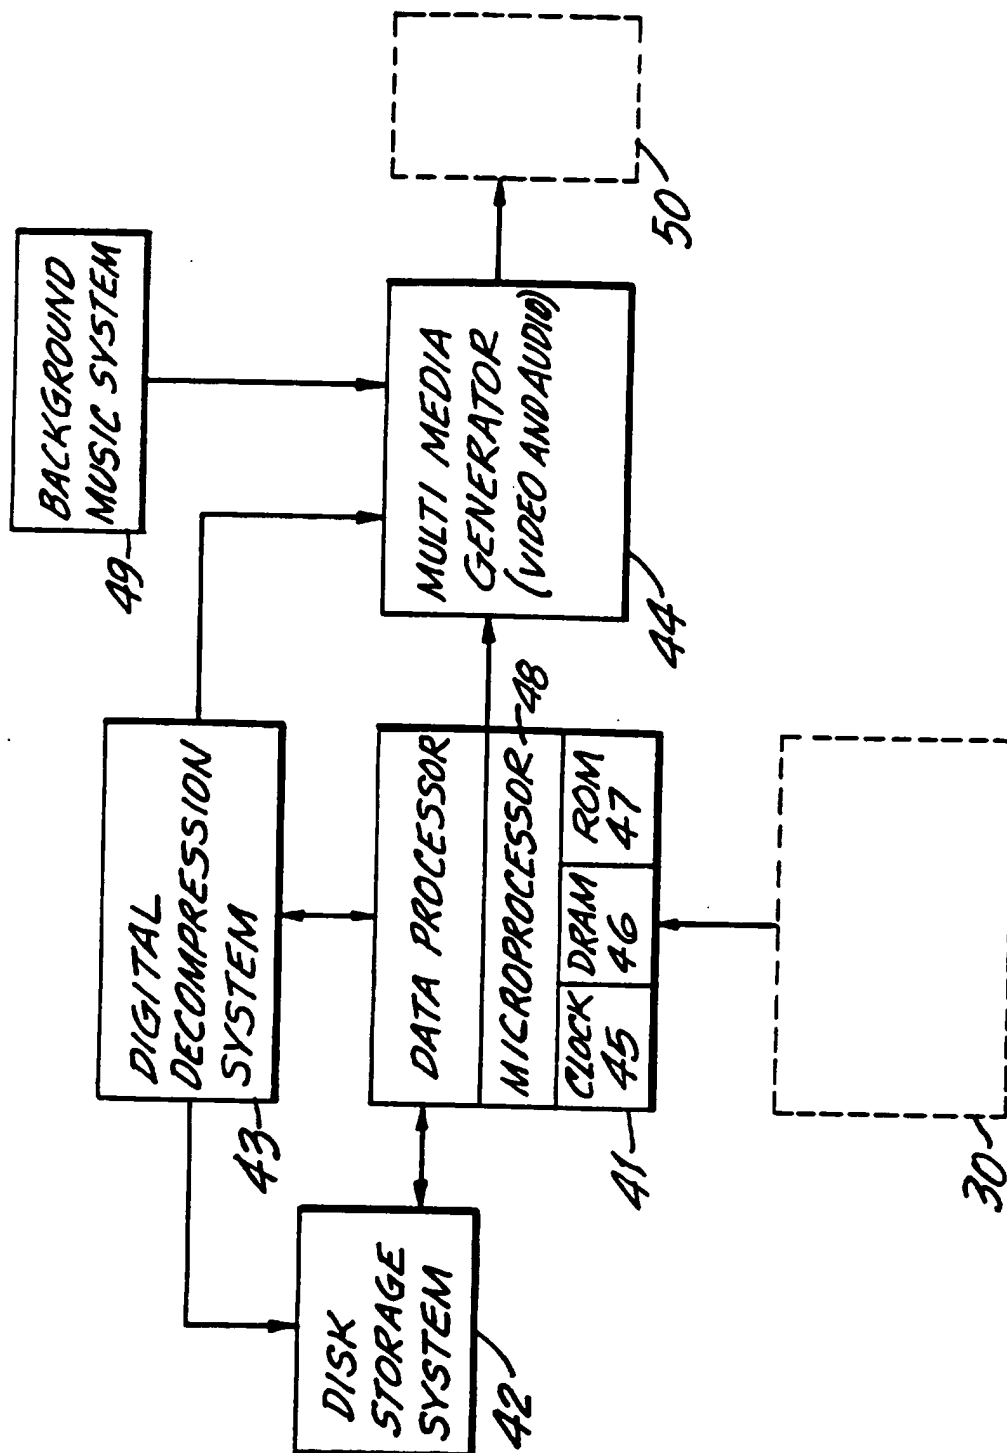 BACKGROUND
MUSIC SYSTEM
49
DIGITAL
DECOMPRESSION
SYSTEM
43
DISK
STORAGE
SYSTEM
42
DATA PROCESSOR
MICROPROCESSOR 48
CLOCK DRAM ROM
45 46 47
41
MULTI MEDIA
GENERATOR
(VIDEO AND AUDIO)
44
50
30